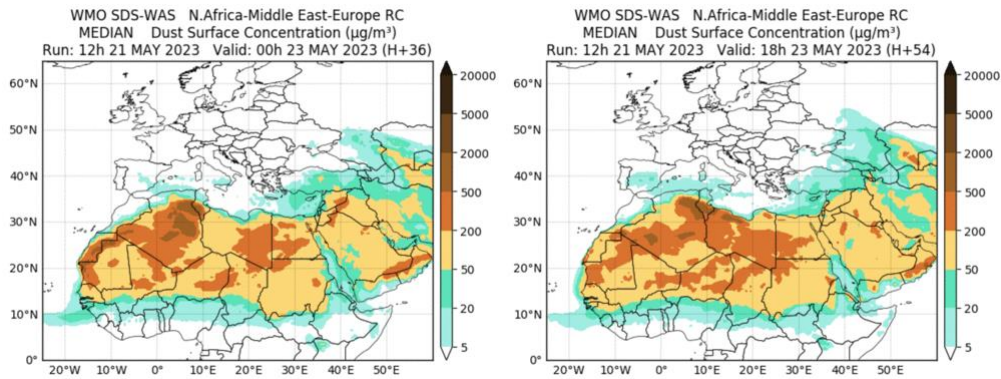 WMO SDS-WAS N.Africa-Middle East-Europe RC
MEDIAN Dust Surface Concentration (µg/m³)
Run: 12h 21 MAY 2023 Valid: 00h 23 MAY 2023 (H+36)
60°N
50°N
40°N
30°N
20°N
10°N
0°
20°W
10°W
0°
10°E
20°E
30°E
40°E
50°E
20000
5000
2000
500
200
50
20
5
WMO SDS-WAS N.Africa-Middle East-Europe RC
MEDIAN Dust Surface Concentration (µg/m³)
Run: 12h 21 MAY 2023 Valid: 18h 23 MAY 2023 (H+54)
60°N
50°N
40°N
30°N
20°N
10°N
0°
20°W
10°W
0°
10°E
20°E
30°E
40°E
50°E
20000
5000
2000
500
200
50
20
5